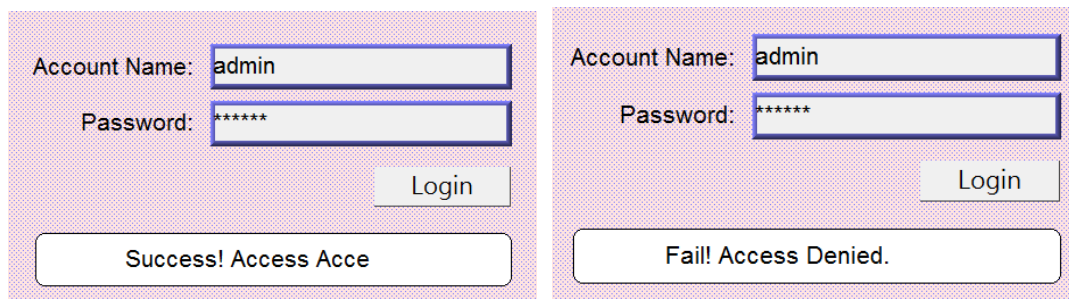 Account Name: admin
Password: ******
Login
Success! Access Acce
Account Name: admin
Password: ******
Login
Fail! Access Denied.